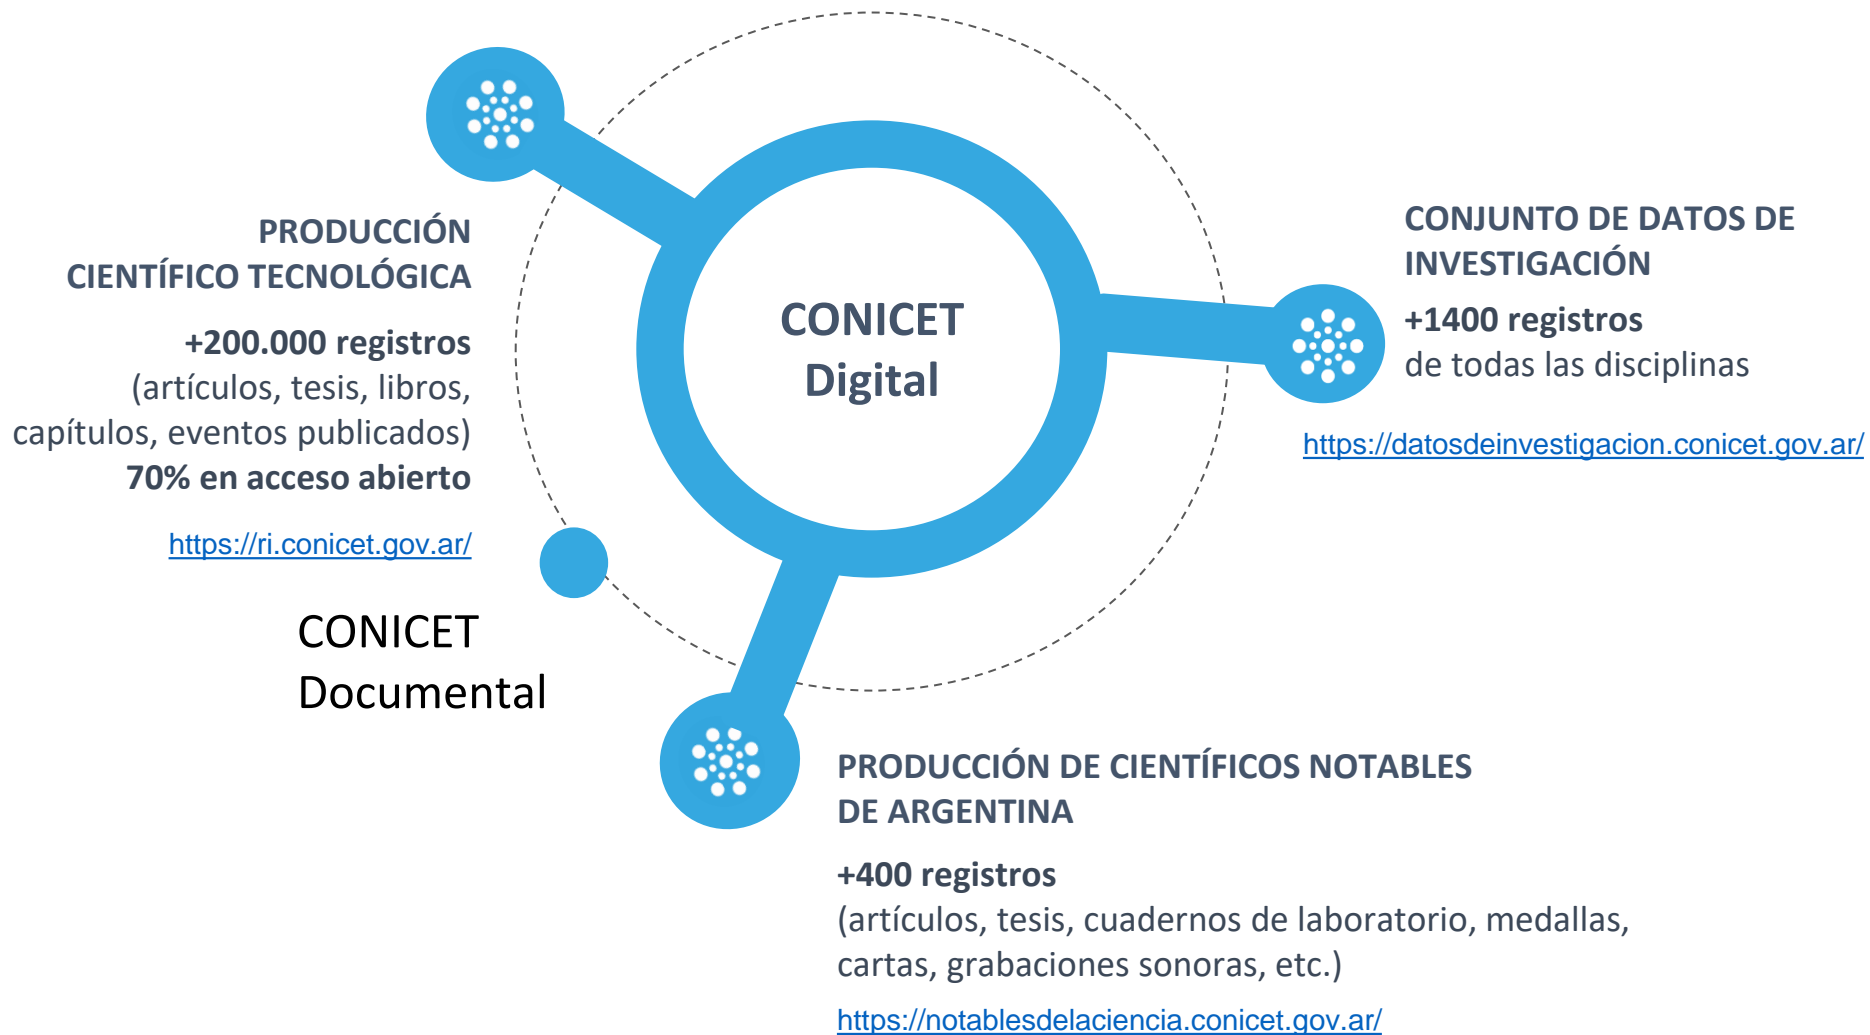 PRODUCCIÓN
CIENTÍFICO TECNOLÓGICA
+200.000 registros
(artículos, tesis, libros,
capítulos, eventos publicados)
70% en acceso abierto
https://ri.conicet.gov.ar/
CONICET
Documental
CONICET
Digital
CONJUNTO DE DATOS DE
INVESTIGACIÓN
+1400 registros
de todas las disciplinas
https://datosdeinvestigacion.conicet.gov.ar/
PRODUCCIÓN DE CIENTÍFICOS NOTABLES
DE ARGENTINA
+400 registros
(artículos, tesis, cuadernos de laboratorio, medallas,
cartas, grabaciones sonoras, etc.)
https://notablesdelaciencia.conicet.gov.ar/